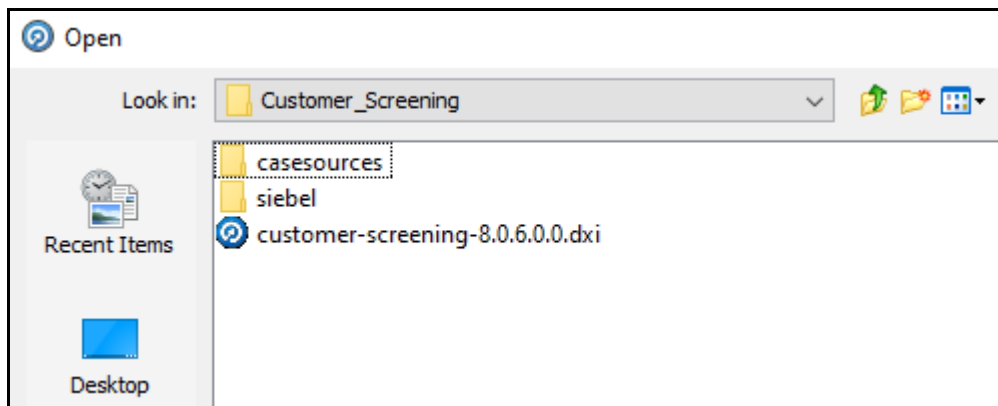 Open
Look in: Customer_Screening
casesources
siebel
customer-screening-8.0.6.0.0.dxi
Recent Items
Desktop